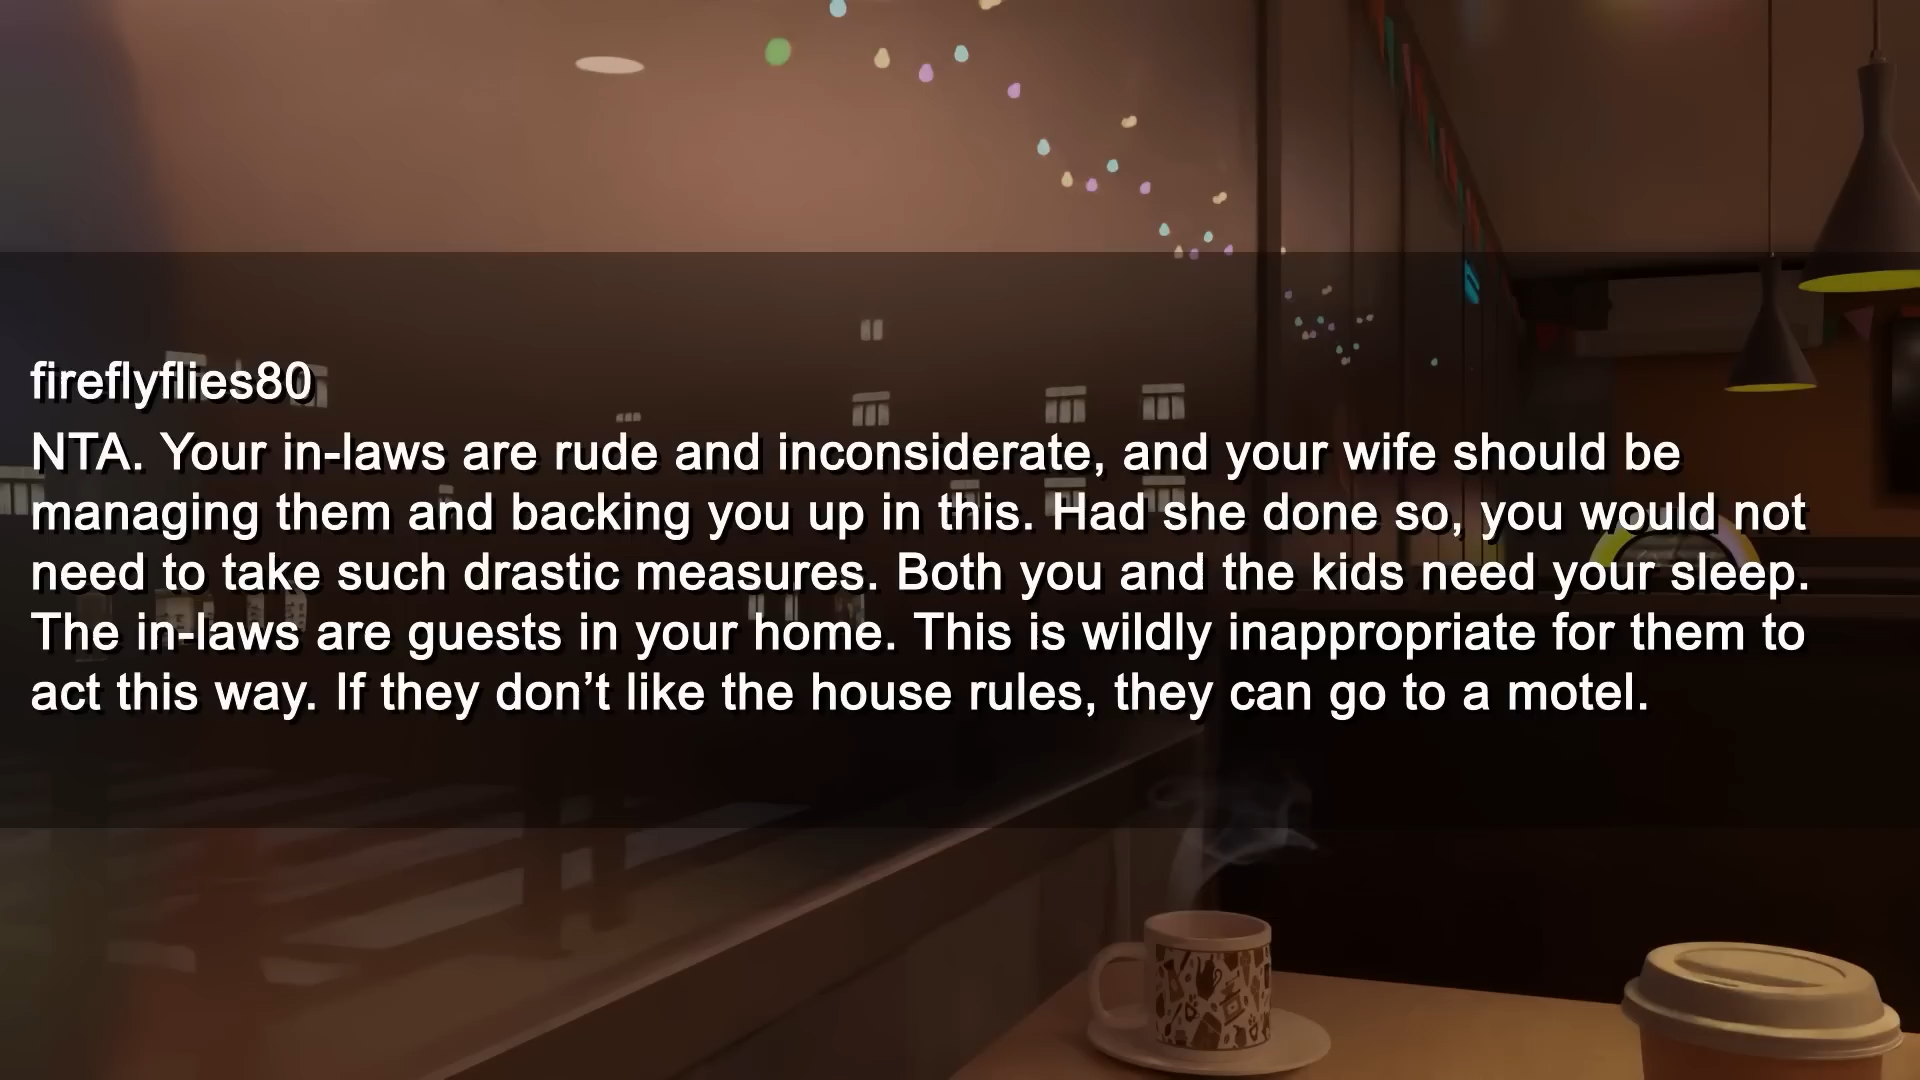 fireflyflies80
NTA. Your in-laws are rude and inconsiderate, and your wife should be
managing them and backing you up in this. Had she done so, you would not
need to take such drastic measures. Both you and the kids need your sleep.
The in-laws are guests in your home. This is wildly inappropriate for them to
act this way. If they don’t like the house rules, they can go to a motel.